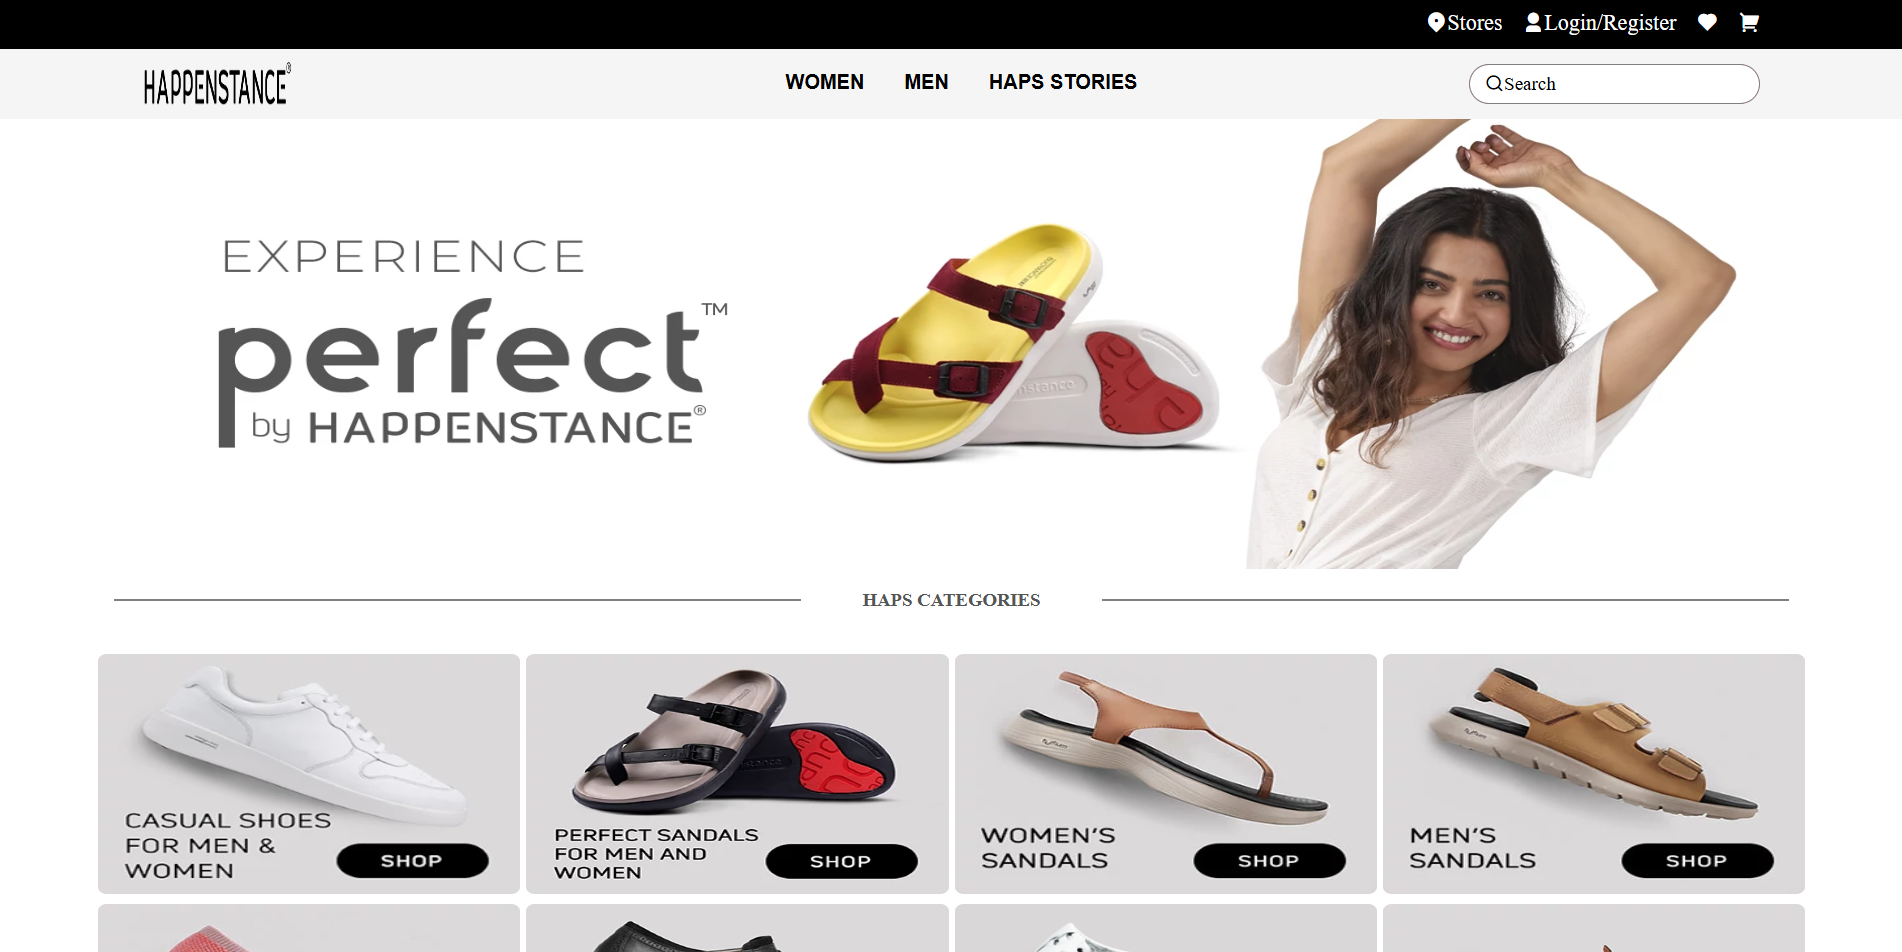 Stores Login/Register
HAPPENSTANCE®
WOMEN MEN HAPS STORIES
Search
EXPERIENCE
perfect™
by HAPPENSTANCE®
HAPS CATEGORIES
CASUAL SHOES
FOR MEN &
WOMEN
SHOP
PERFECT SANDALS
FOR MEN AND
WOMEN
SHOP
WOMEN'S
SANDALS
SHOP
MEN'S
SANDALS
SHOP